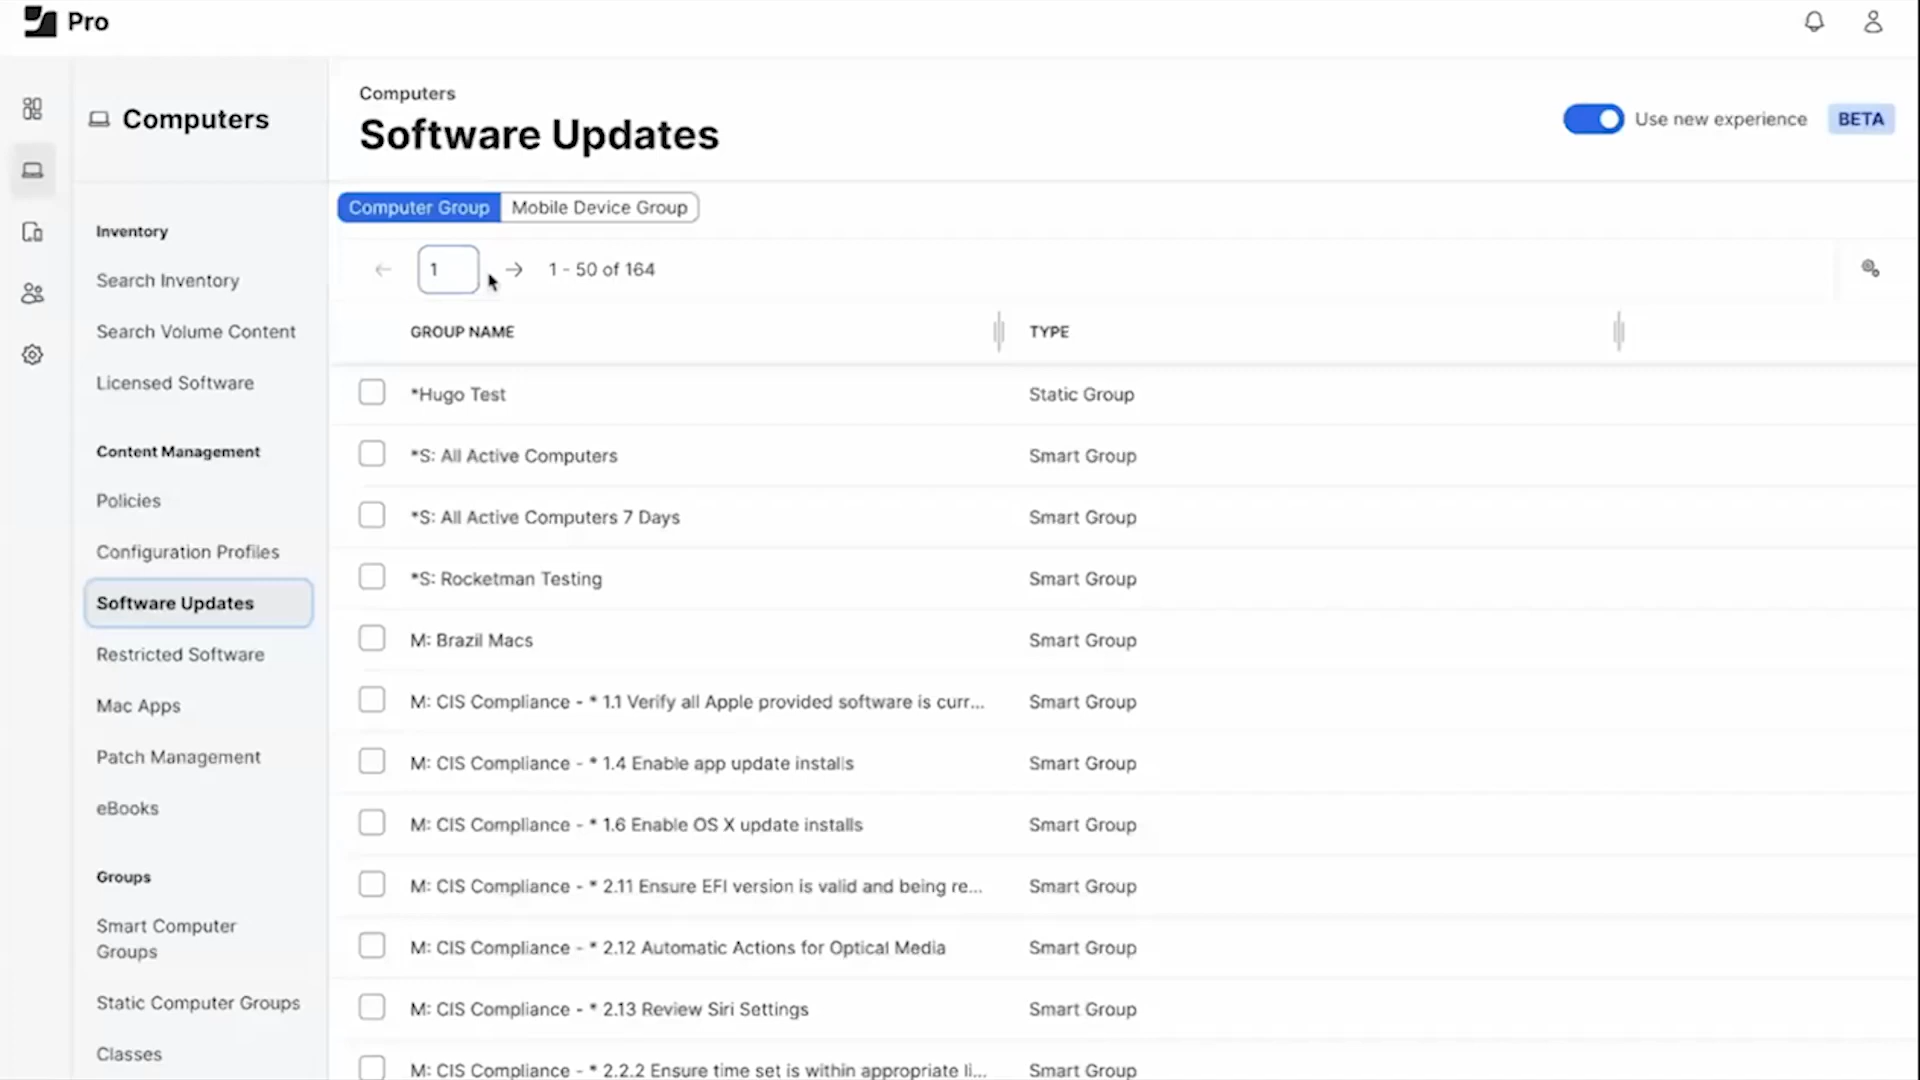 Pro
Computers
Inventory
Search Inventory
Search Volume Content
Licensed Software
Content Management
Policies
Configuration Profiles
Software Updates
Restricted Software
Mac Apps
Patch Management
eBooks
Groups
Smart Computer
Groups
Static Computer Groups
Classes
Computers
Software Updates
Use new experience BETA
Computer Group Mobile Device Group
1 1 - 50 of 164
GROUP NAME TYPE
*Hugo Test Static Group
*S: All Active Computers Smart Group
*S: All Active Computers 7 Days Smart Group
*S: Rocketman Testing Smart Group
M: Brazil Macs Smart Group
M: CIS Compliance - * 1.1 Verify all Apple provided software is curr... Smart Group
M: CIS Compliance - * 1.4 Enable app update installs Smart Group
M: CIS Compliance - * 1.6 Enable OS X update installs Smart Group
M: CIS Compliance - * 2.11 Ensure EFI version is valid and being re... Smart Group
M: CIS Compliance - * 2.12 Automatic Actions for Optical Media Smart Group
M: CIS Compliance - * 2.13 Review Siri Settings Smart Group
M: CIS Compliance - * 2.2.2 Ensure time set is within appropriate li... Smart Group